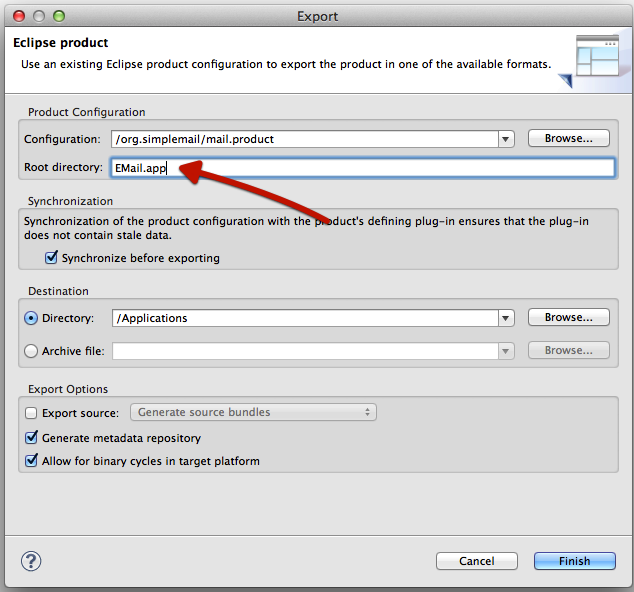 Export
Eclipse product
Use an existing Eclipse product configuration to export the product in one of the available formats.
Product Configuration
Configuration: /org.simplemail/mail.product Browse...
Root directory: EMail.app
Synchronization
Synchronization of the product configuration with the product's defining plug-in ensures that the plug-in
does not contain stale data.
Synchronize before exporting
Destination
Directory: /Applications Browse...
Archive file: Browse...
Export Options
Export source: Generate source bundles
Generate metadata repository
Allow for binary cycles in target platform
? Cancel Finish